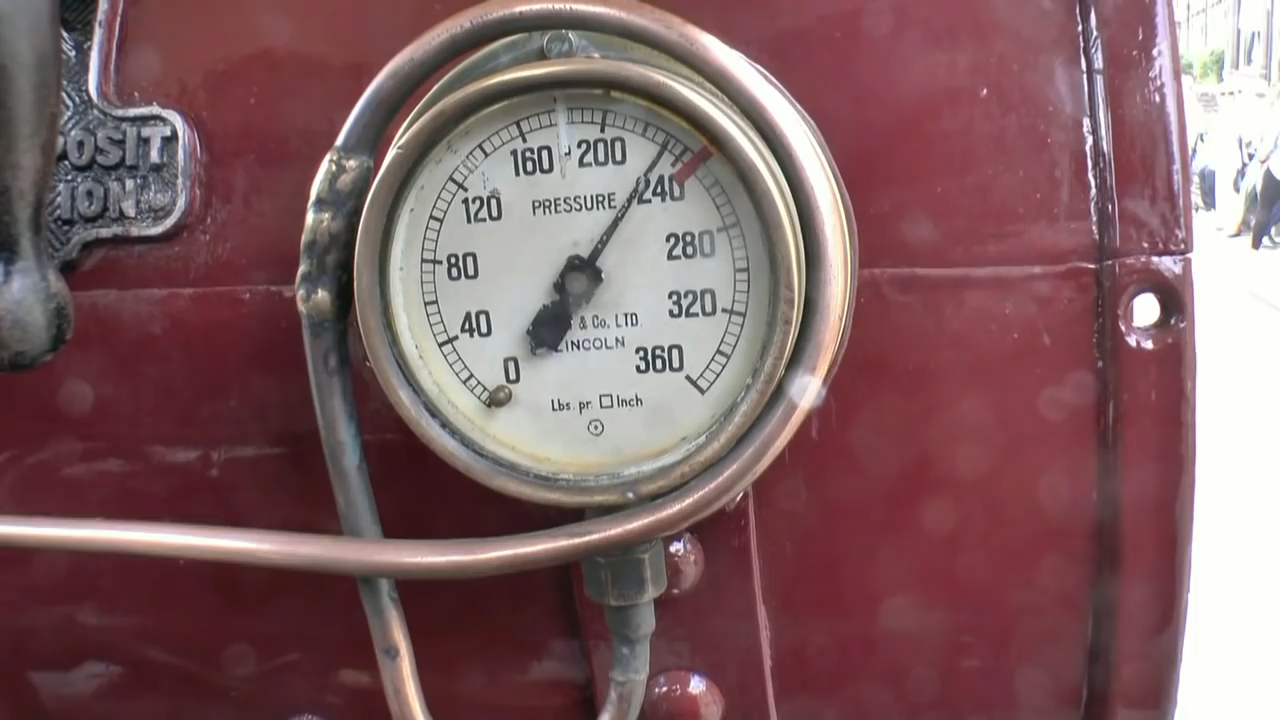 POSIT
ION
160 200
120 240
PRESSURE
80 280
40 320
& Co. LTD.
LINCOLN
0 360
Lbs. pr. □ Inch